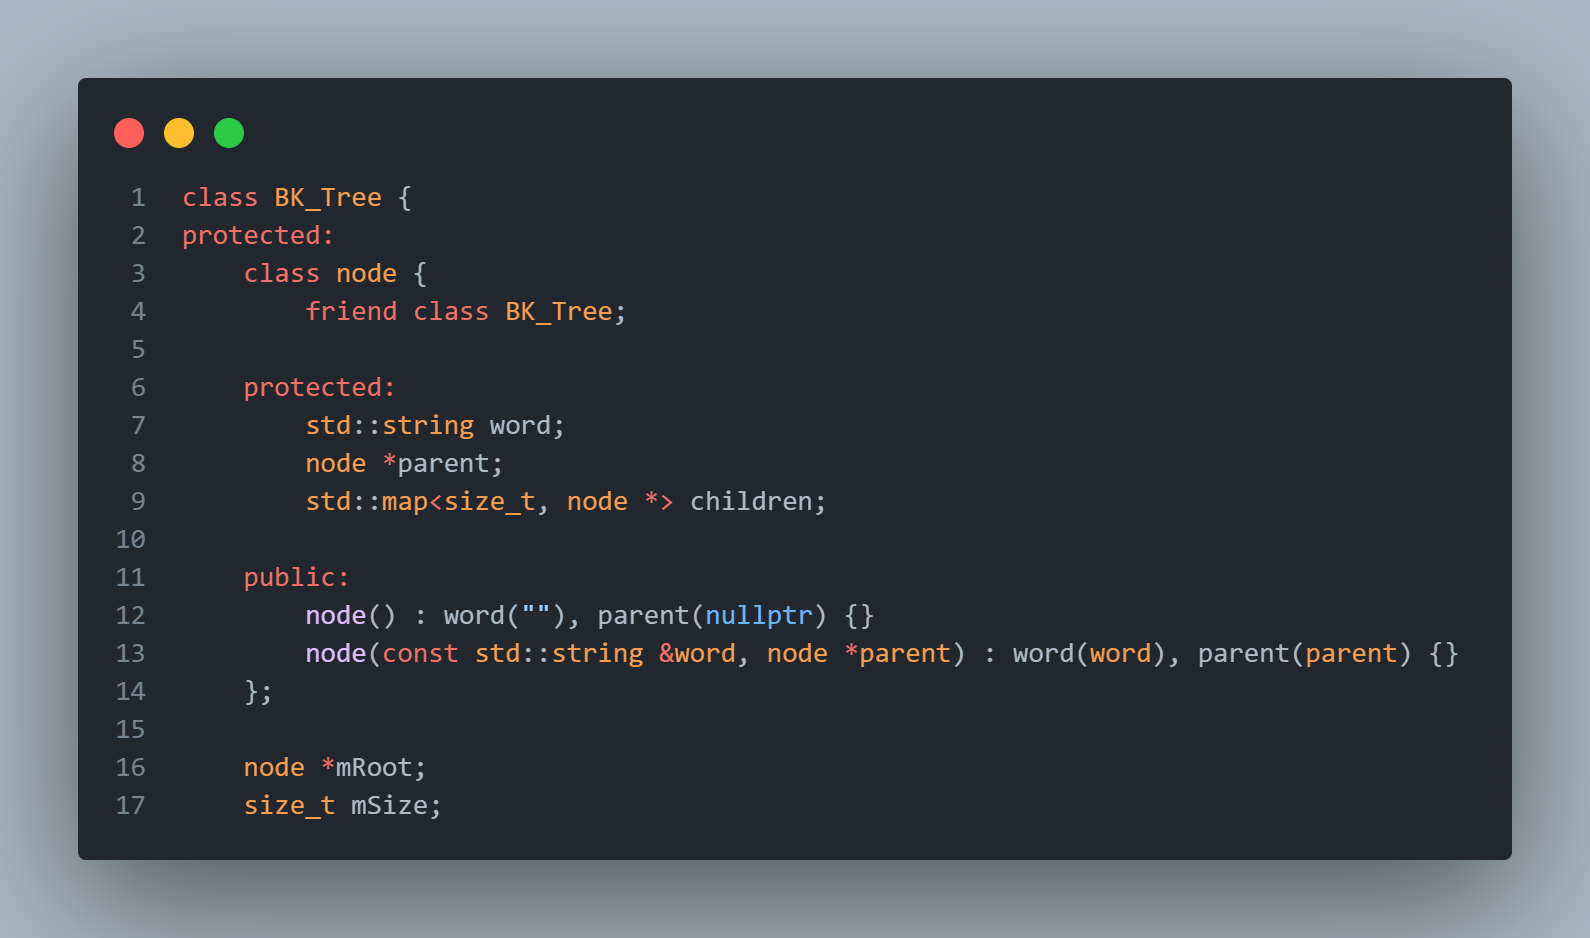 1 class BK_Tree {
2 protected:
3     class node {
4         friend class BK_Tree;
5
6     protected:
7         std::string word;
8         node *parent;
9         std::map<size_t, node *> children;
10
11     public:
12         node() : word(""), parent(nullptr) {}
13         node(const std::string &word, node *parent) : word(word), parent(parent) {}
14     };
15
16     node *mRoot;
17     size_t mSize;